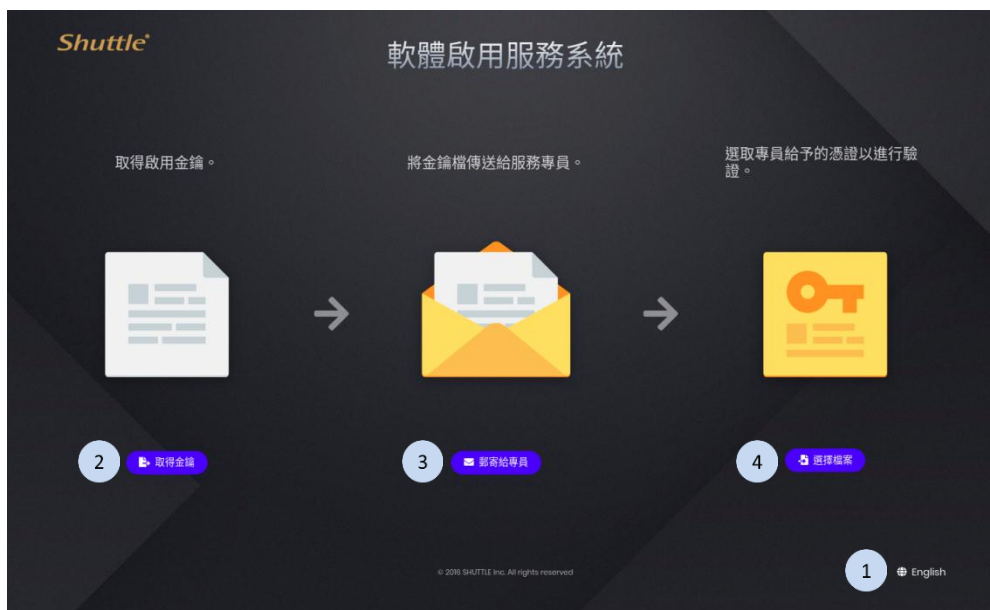 Shuttle
軟體啟用服務系統
取得啟用金鑰。
將金鑰檔傳送給服務專員。
選取專員給予的憑證以進行驗
證。
2
取得金鑰
3
郵寄給專員
4
選擇檔案
© 2018 SHUTTLE Inc. All rights reserved
1
English